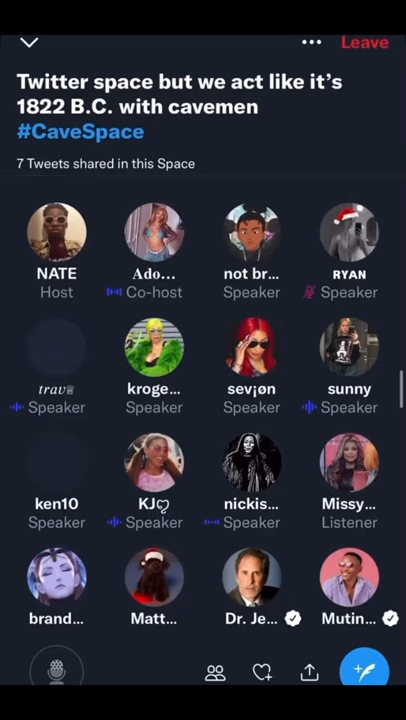 Leave
Twitter space but we act like it's
1822 B.C. with cavemen
#CaveSpace
7 Tweets shared in this Space
NATE Ado... not br... RYAN
Host Co-host Speaker Speaker
trav kroge... sev¡øn sunny
Speaker Speaker Speaker Speaker
ken10 KJ nickis... Missy...
Speaker Speaker Speaker Listener
brand... Matt... Dr. Je... Mutin...